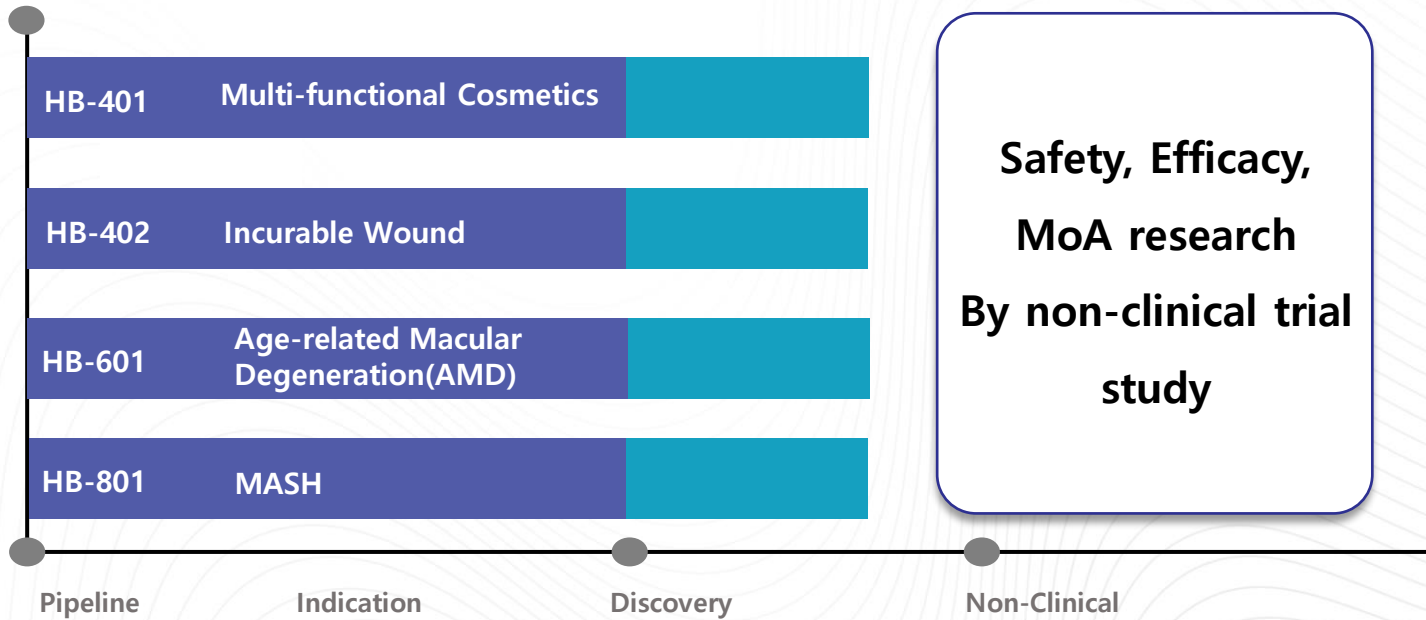 HB-401 Multi-functional Cosmetics
HB-402 Incurable Wound
HB-601 Age-related Macular
Degeneration(AMD)
HB-801 MASH
Safety, Efficacy,
MoA research
By non-clinical trial
study
Pipeline Indication Discovery Non-Clinical